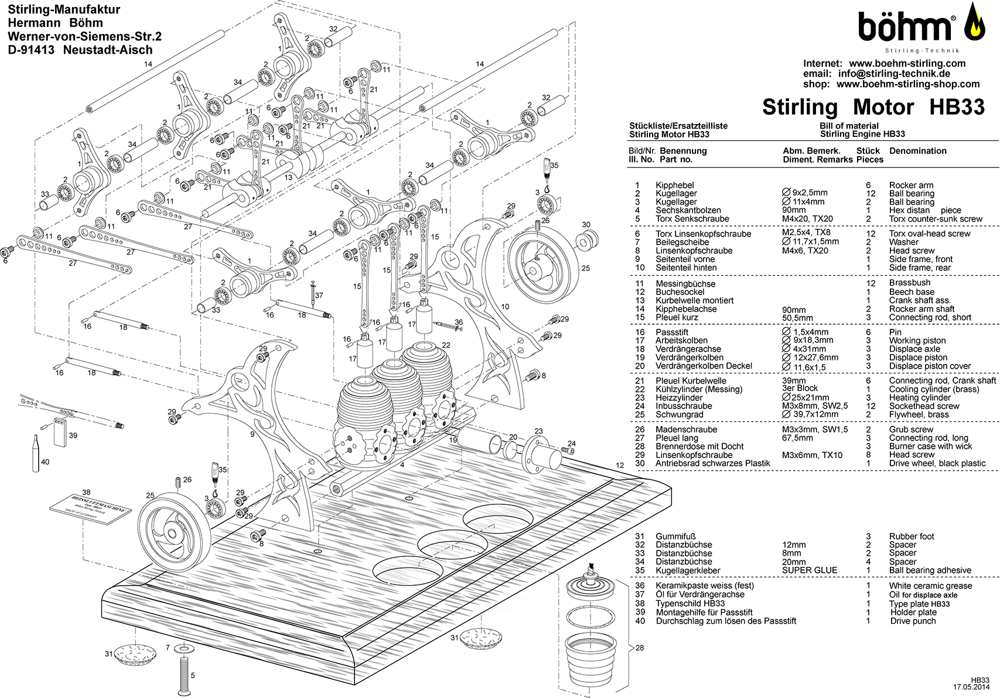 Stirling-Manufaktur
Hermann Böhm
Werner-von-Siemens-Str.2
D-91413 Neustadt-Aisch
böhm®
Stirling-Technik
Internet: www.boehm-stirling.com
email: info@stirling-technik.de
shop: www.boehm-stirling-shop.com
Stirling Motor HB33
Stückliste/Ersatzteilliste Bill of material
Stirling Motor HB33 Stirling Engine HB33
Bild/Nr. Benennung Abm. Bemerk. Stück Denomination
Ill. No. Part no. Diment. Remarks Pieces
1 Kipphebel 6 Rocker arm
2 Kugellager Ø 9x2,5mm 12 Ball bearing
3 Kugellager Ø 11x4mm 2 Ball bearing
4 Sechskantbolzen 90mm 1 Hex distan piece
5 Torx Senkschraube M4x20, TX20 2 Torx counter-sunk screw
6 Torx Linsenkopfschraube M2,5x4, TX8 12 Torx oval-head screw
7 Beilegscheibe Ø 11,7x1,5mm 2 Washer
8 Linsenkopfschraube M4x6, TX20 2 Head screw
9 Seitenteil vorne 1 Side frame, front
10 Seitenteil hinten 1 Side frame, rear
11 Messingbüchse 12 Brassbush
12 Buchesockel 1 Beech base
13 Kurbelwelle montiert 1 Crank shaft ass.
14 Kipphebelachse 90mm 2 Rocker arm shaft
15 Pleuel kurz 50,5mm 3 Connecting rod, short
16 Passstift Ø 1,5x4mm 6 Pin
17 Arbeitskolben Ø 9x18,3mm 3 Working piston
18 Verdrängerachse Ø 4x31mm 3 Displace axle
19 Verdrängerkolben Ø 12x27,6mm 3 Displace piston
20 Verdrängerkolben Deckel Ø 11,6x1,5 3 Displace piston cover
21 Pleuel Kurbelwelle 39mm 6 Connecting rod, Crank shaft
22 Kühlzylinder (Messing) 3er Block 1 Cooling cylinder (brass)
23 Heizzylinder Ø 25x21mm 3 Heating cylinder
24 Inbusschraube M3x8mm, SW2,5 12 Sockethead screw
25 Schwungrad Ø 39,7x12mm 2 Flywheel, brass
26 Madenschraube M3x3mm, SW1,5 2 Grub screw
27 Pleuel lang 67,5mm 3 Connecting rod, long
28 Brennerdose mit Docht 3 Burner case with wick
29 Linsenkopfschraube M3x6mm, TX10 8 Head screw
30 Antriebsrad schwarzes Plastik 1 Drive wheel, black plastic
31 Gummifuß 3 Rubber foot
32 Distanzbüchse 12mm 2 Spacer
33 Distanzbüchse 8mm 2 Spacer
34 Distanzbüchse 20mm 4 Spacer
35 Kugellagerkleber SUPER GLUE 1 Ball bearing adhesive
36 Keramikpaste weiss (fest) 1 White ceramic grease
37 Öl für Verdrängerachse 1 Oil for displace axle
38 Typenschild HB33 1 Type plate HB33
39 Montagehilfe für Passstift 1 Holder plate
40 Durchschlag zum lösen des Passstift 1 Drive punch
HEISSLUFTMASCHINE
Type: HB33
Böhm Stirling Technik
MADE IN GERMANY
HB33
17.05.2014